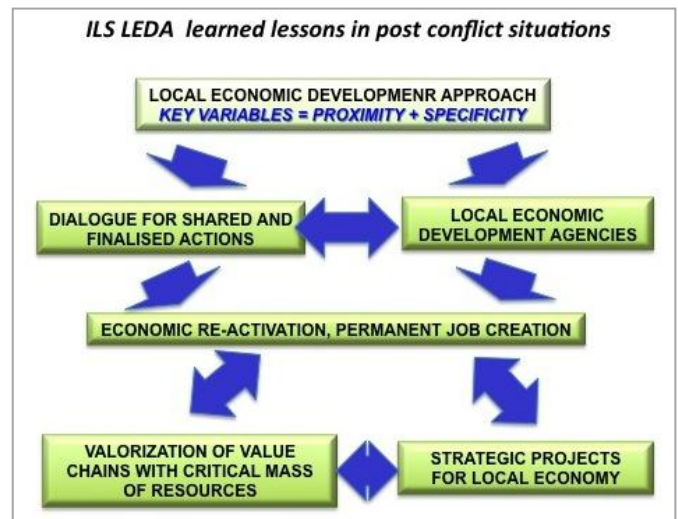 ILS LEDA learned lessons in post conflict situations
LOCAL ECONOMIC DEVELOPMENR APPROACH
KEY VARIABLES = PROXIMITY + SPECIFICITY
DIALOGUE FOR SHARED AND
FINALISED ACTIONS
LOCAL ECONOMIC
DEVELOPMENT AGENCIES
ECONOMIC RE-ACTIVATION, PERMANENT JOB CREATION
VALORIZATION OF VALUE
CHAINS WITH CRITICAL MASS
OF RESOURCES
STRATEGIC PROJECTS
FOR LOCAL ECONOMY